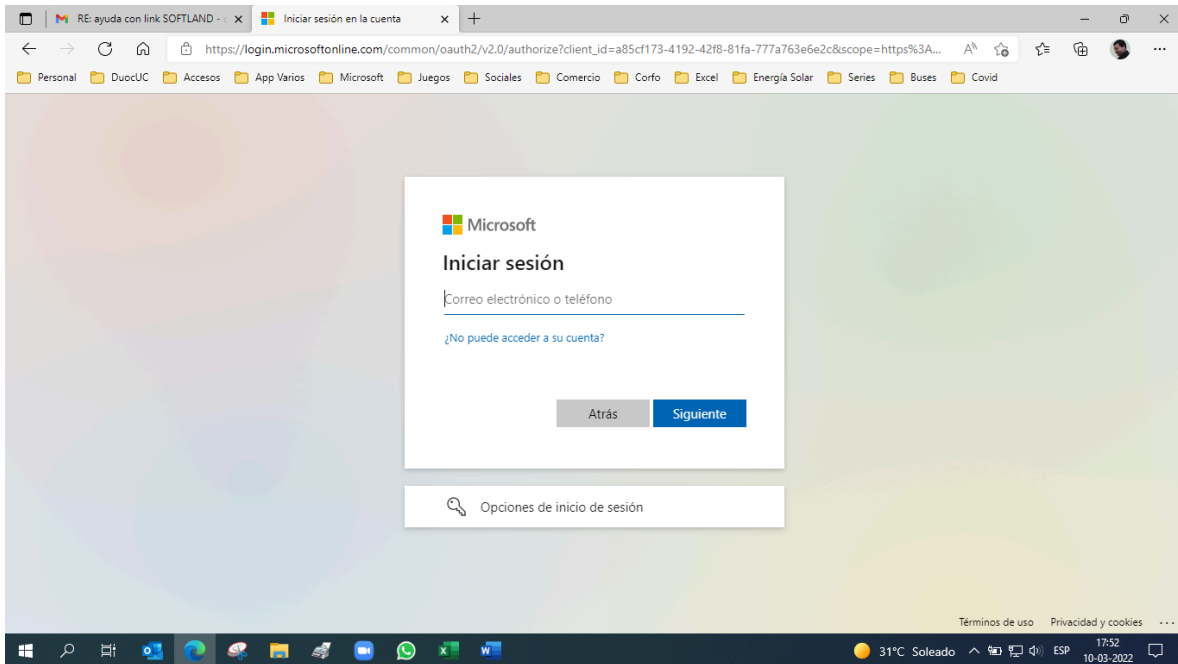 RE: ayuda con link SOFTLAND -
Iniciar sesión en la cuenta
https://login.microsoftonline.com/common/oauth2/v2.0/authorize?client_id=a85cf173-4192-42f8-81fa-777a763e6e2c&scope=https%3A...
Personal DuocUC Accesos App Varios Microsoft Juegos Sociales Comercio Corfo Excel Energía Solar Series Buses Covid
Microsoft
Iniciar sesión
Correo electrónico o teléfono
¿No puede acceder a su cuenta?
Atrás Siguiente
Opciones de inicio de sesión
Términos de uso Privacidad y cookies ...
31°C Soleado ESP 17:52
10-03-2022